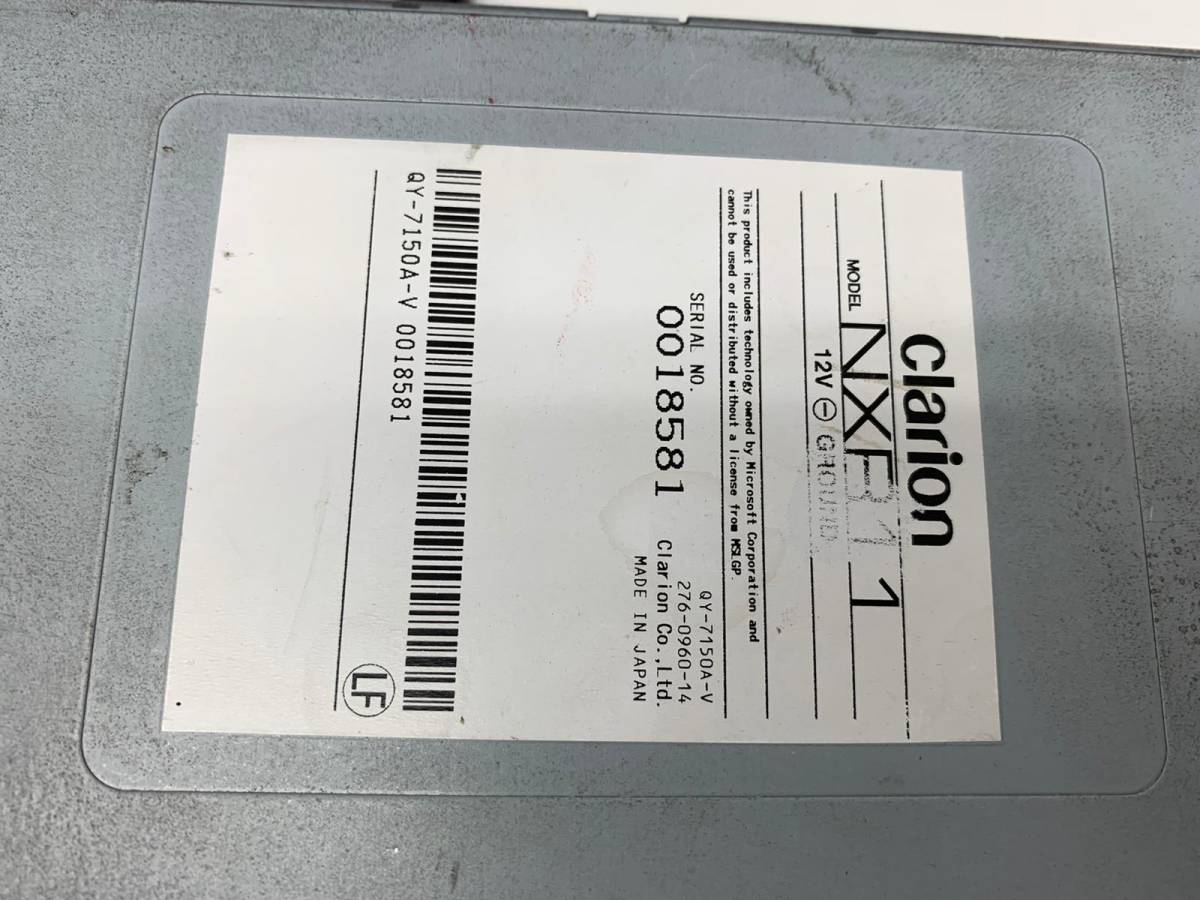 clarion
MODEL
12V ⊖ GROUND
This product includes technology owned by Microsoft Corporation and
cannot be used or distributed without a license from MSLGP.
QY-7150A-V
SERIAL NO. 276-0960-14
0018581 Clarion Co.,Ltd.
MADE IN JAPAN
QY-7150A-V 0018581
LF